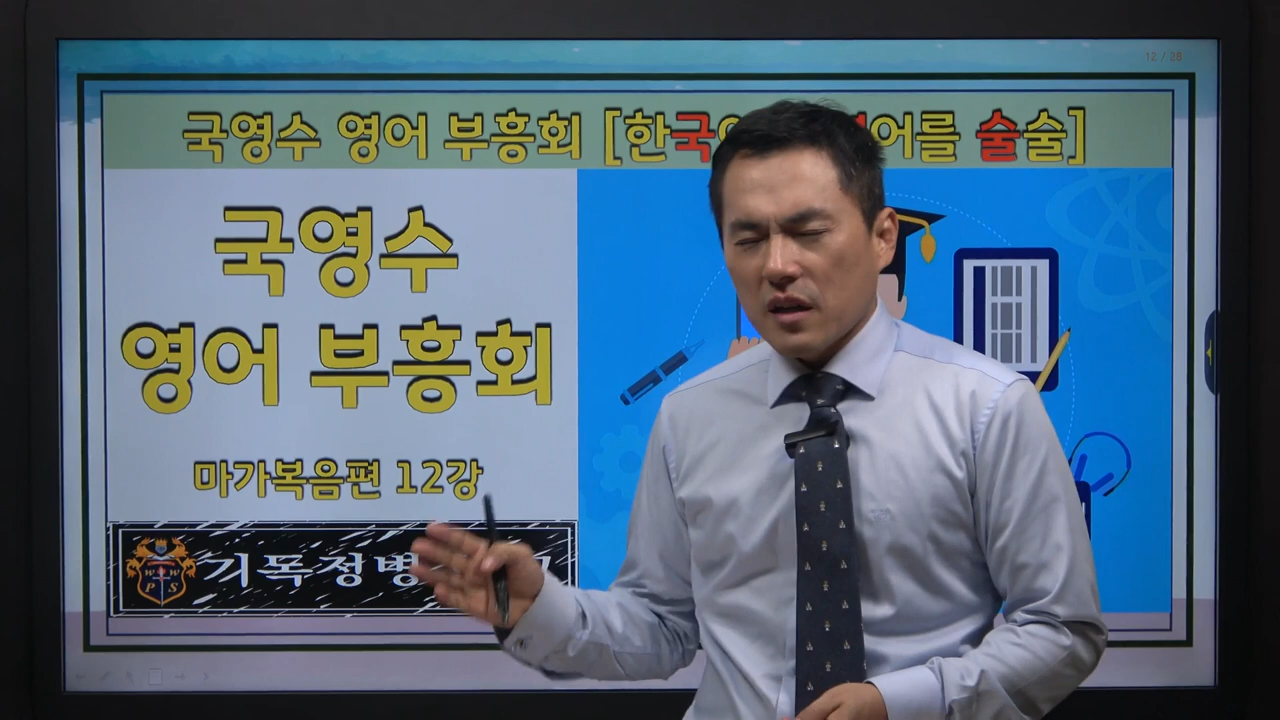 12 / 28
국영수 영어 부흥회 [한국 어를 술술]
국영수
영어 부흥회
마가복음편 12강
기독정병
W W
P S